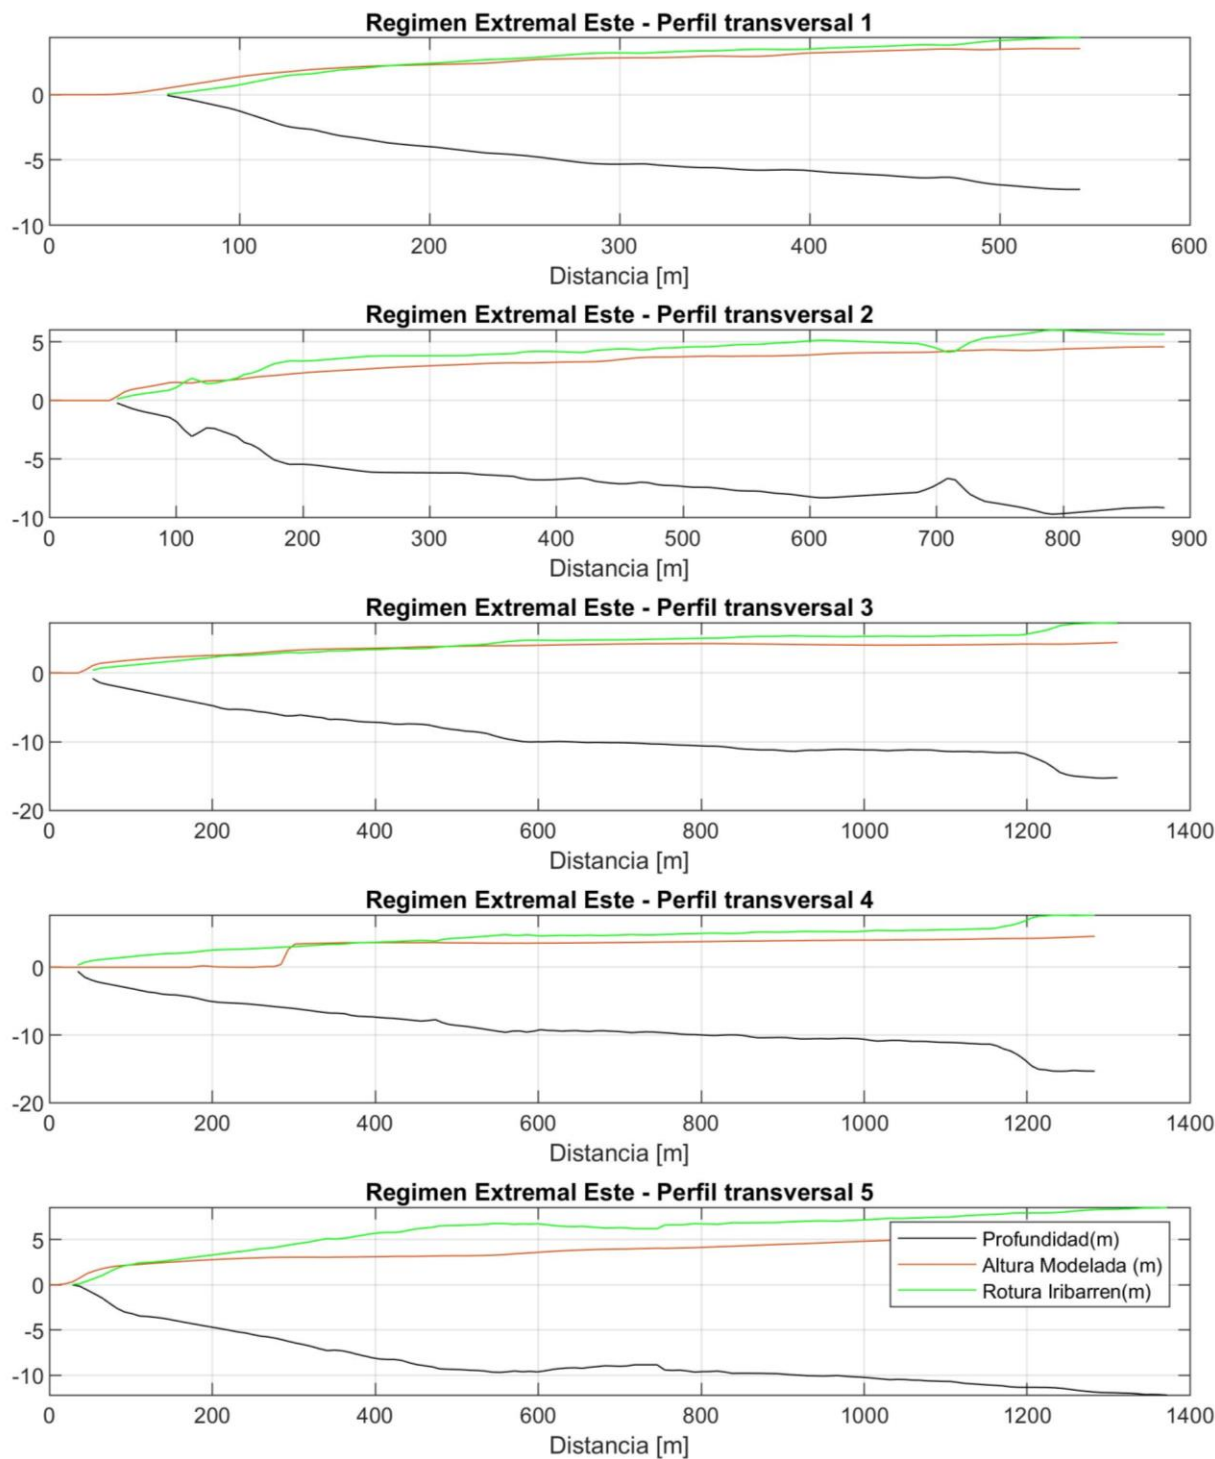 Regimen Extremal Este - Perfil transversal 1
0
-5
-10
0 100 200 300 400 500 600
Distancia [m]
Regimen Extremal Este - Perfil transversal 2
5
0
-5
-10
0 100 200 300 400 500 600 700 800 900
Distancia [m]
Regimen Extremal Este - Perfil transversal 3
0
-10
-20
0 200 400 600 800 1000 1200 1400
Distancia [m]
Regimen Extremal Este - Perfil transversal 4
0
-10
-20
0 200 400 600 800 1000 1200 1400
Distancia [m]
Regimen Extremal Este - Perfil transversal 5
5
0
-5
-10
Profundidad(m)
Altura Modelada (m)
Rotura Iribarren(m)
0 200 400 600 800 1000 1200 1400
Distancia [m]